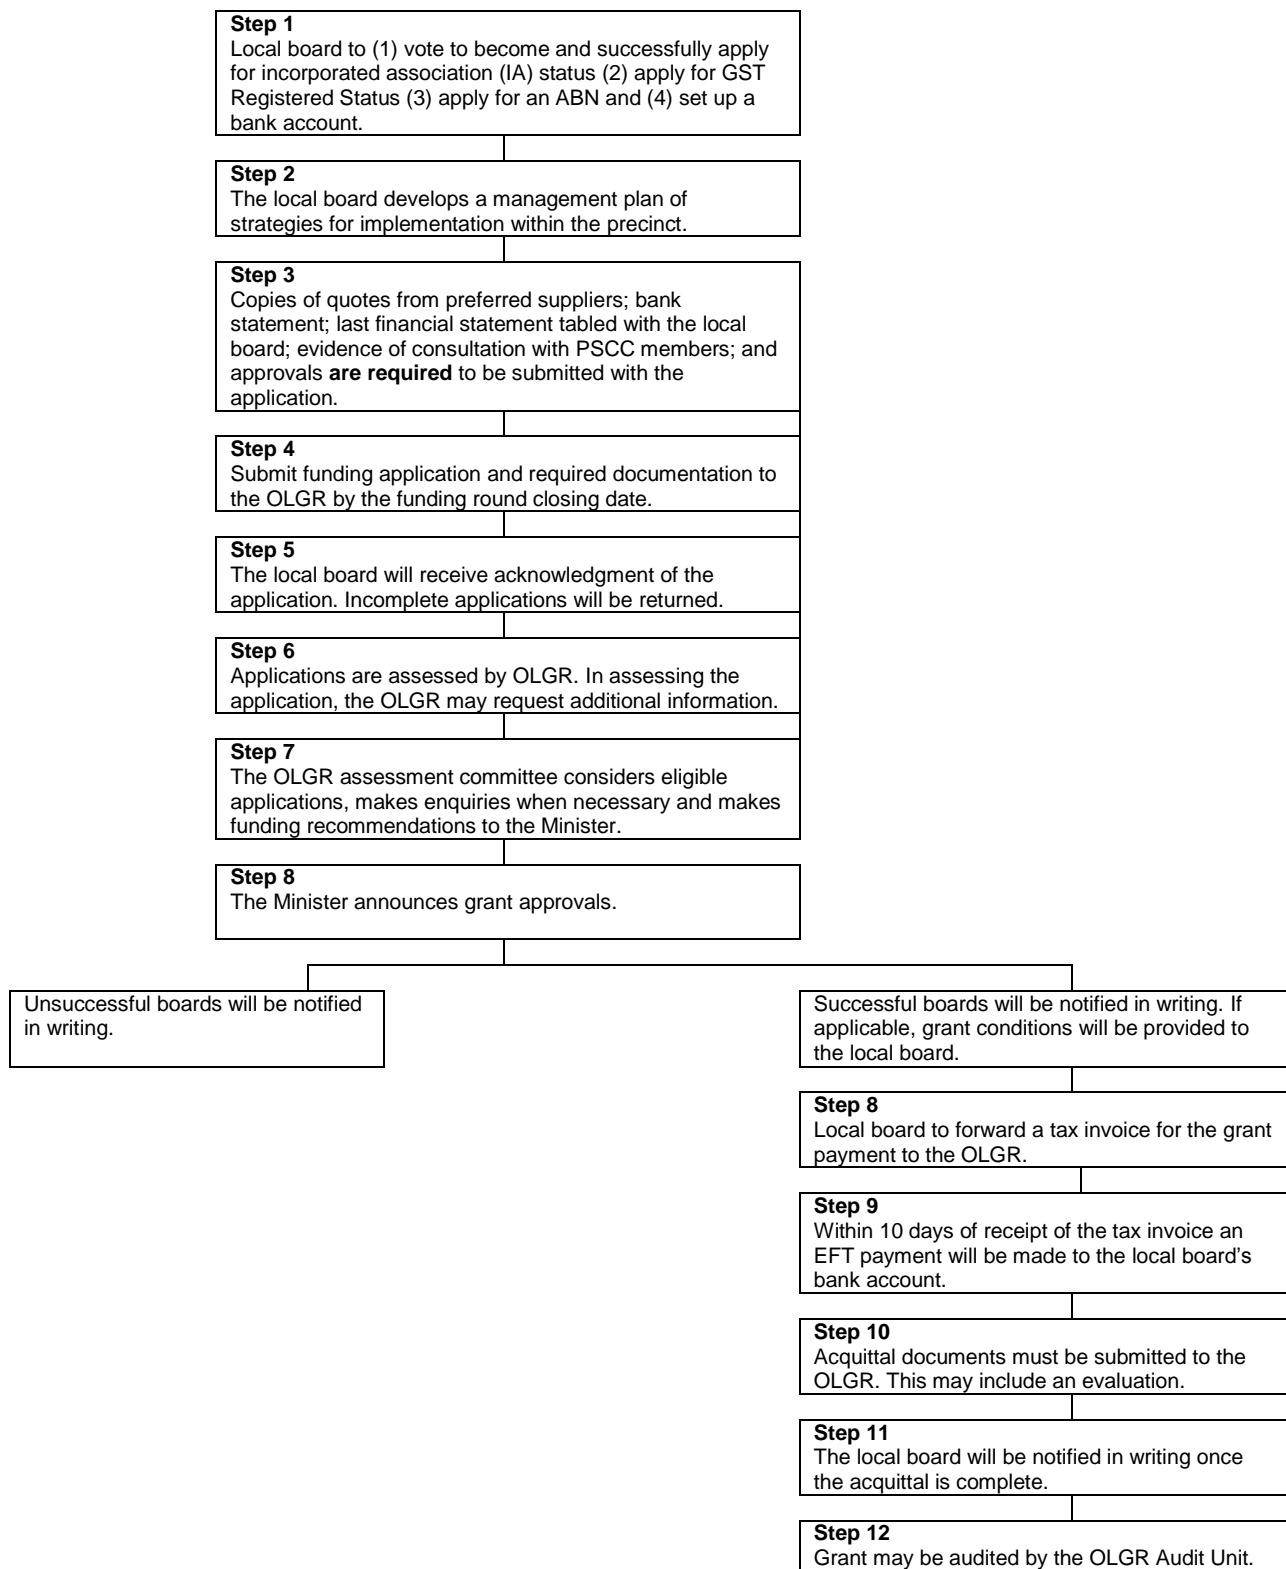 Step 1
Local board to (1) vote to become and successfully apply
for incorporated association (IA) status (2) apply for GST
Registered Status (3) apply for an ABN and (4) set up a
bank account.
Step 2
The local board develops a management plan of
strategies for implementation within the precinct.
Step 3
Copies of quotes from preferred suppliers; bank
statement; last financial statement tabled with the local
board; evidence of consultation with PSCC members; and
approvals are required to be submitted with the
application.
Step 4
Submit funding application and required documentation to
the OLGR by the funding round closing date.
Step 5
The local board will receive acknowledgment of the
application. Incomplete applications will be returned.
Step 6
Applications are assessed by OLGR. In assessing the
application, the OLGR may request additional information.
Step 7
The OLGR assessment committee considers eligible
applications, makes enquiries when necessary and makes
funding recommendations to the Minister.
Step 8
The Minister announces grant approvals.
Unsuccessful boards will be notified
in writing.
Successful boards will be notified in writing. If
applicable, grant conditions will be provided to
the local board.
Step 8
Local board to forward a tax invoice for the grant
payment to the OLGR.
Step 9
Within 10 days of receipt of the tax invoice an
EFT payment will be made to the local board's
bank account.
Step 10
Acquittal documents must be submitted to the
OLGR. This may include an evaluation.
Step 11
The local board will be notified in writing once
the acquittal is complete.
Step 12
Grant may be audited by the OLGR Audit Unit.